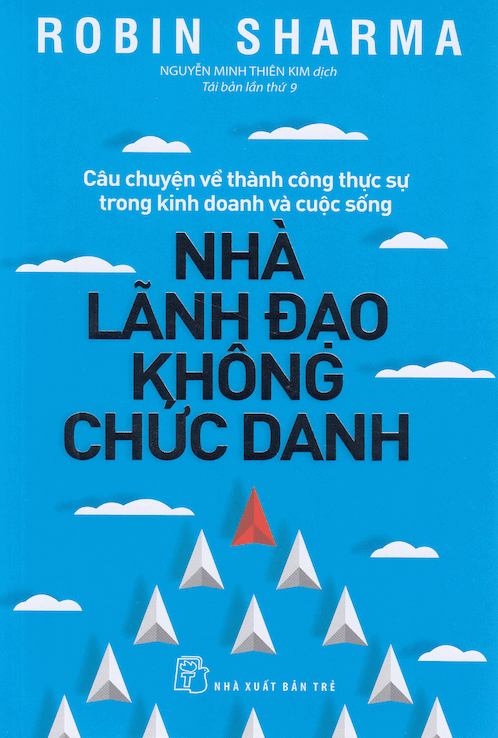 ROBIN SHARMA
NGUYỄN MINH THIÊN KIM dịch
Tái bản lần thứ 9
Câu chuyện về thành công thực sự
trong kinh doanh và cuộc sống
NHÀ
LÃNH ĐẠO
KHÔNG
CHỨC DANH
NHÀ XUẤT BẢN TRẺ